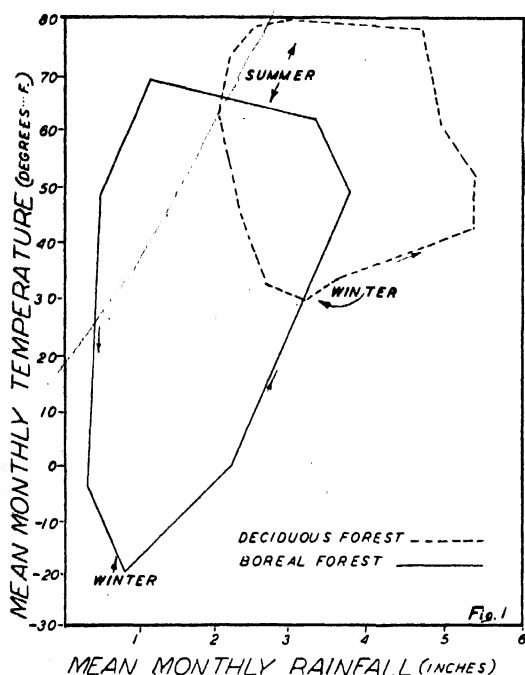 MEAN MONTHLY TEMPERATURE (DEGREES-F.)
80
70
60
50
40
30
20
10
0
-10
-20
-30
SUMMER
WINTER
WINTER
DECIDUOUS FOREST
BOREAL FOREST
Fig. 1
0
1
2
3
4
5
6
MEAN MONTHLY RAINFALL (INCHES)